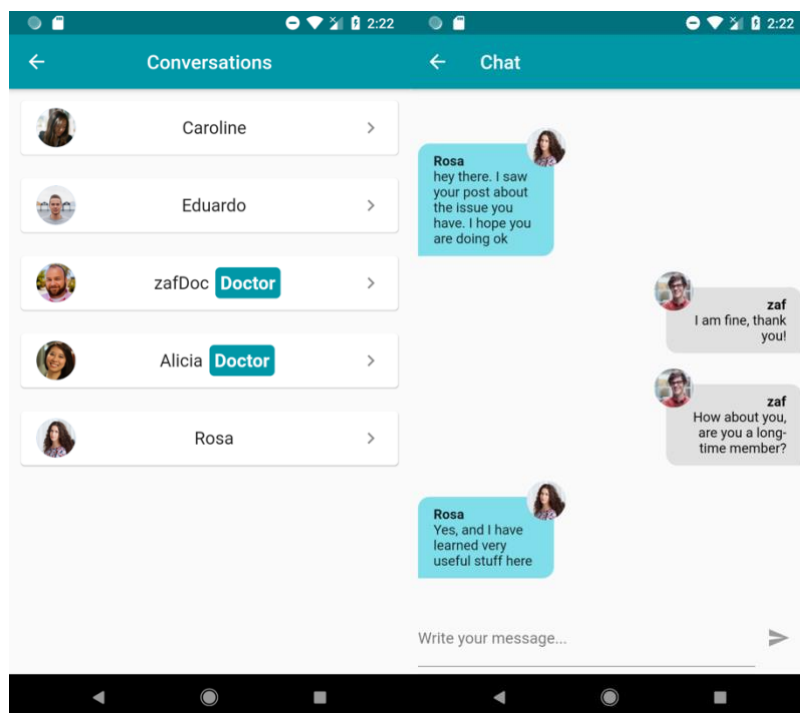 2:22
Conversations
Caroline
Eduardo
zafDoc Doctor
Alicia Doctor
Rosa
2:22
Chat
Rosa
hey there. I saw
your post about
the issue you
have. I hope you
are doing ok
zaf
I am fine, thank
you!
zaf
How about you,
are you a long-
time member?
Rosa
Yes, and I have
learned very
useful stuff here
Write your message...